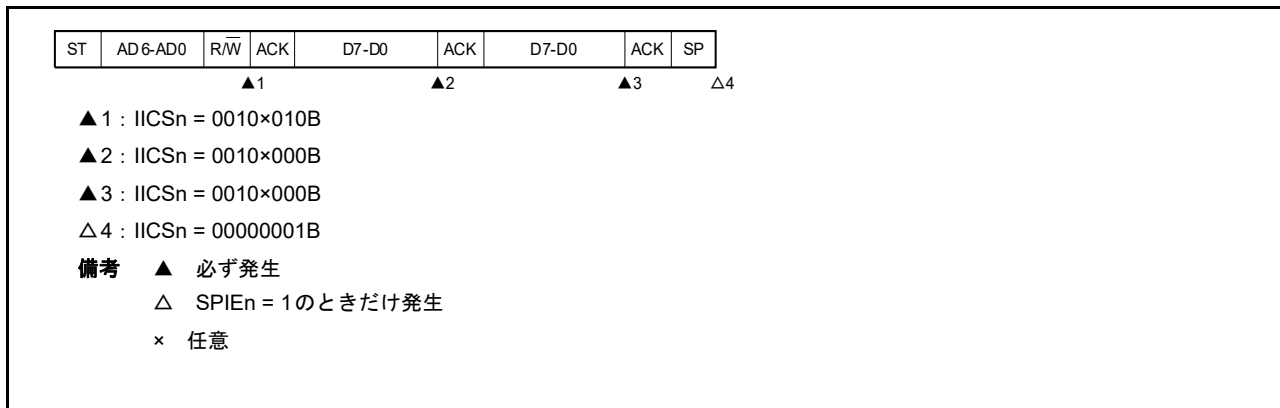 ST AD6-AD0 R/W ACK D7-D0 ACK D7-D0 ACK SP
▲1 ▲2 ▲3 △4
▲1：IICSn = 0010×010B
▲2：IICSn = 0010×000B
▲3：IICSn = 0010×000B
△4：IICSn = 00000001B
備考 ▲ 必ず発生
△ SPIEn = 1のときだけ発生
× 任意